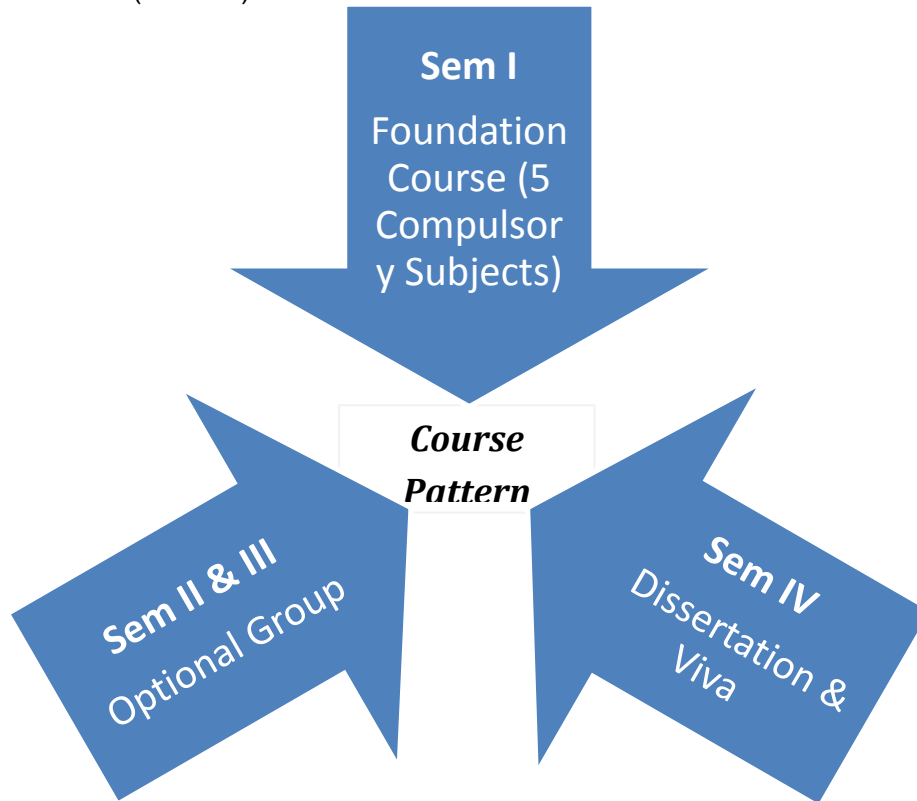 Sem I
Foundation
Course (5
Compulsor
y Subjects)
Course
Pattern
Sem II & III
Optional Group
Sem IV
Dissertation &
Viva